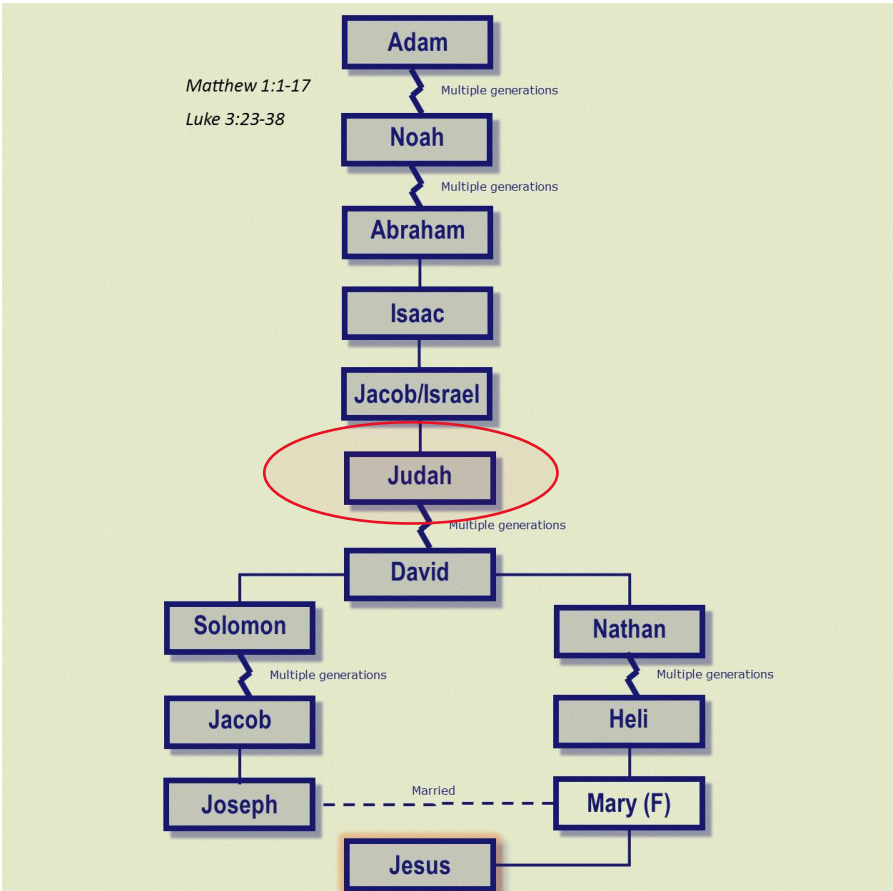 Adam
Matthew 1:1-17
Multiple generations
Luke 3:23-38
Noah
Multiple generations
Abraham
Isaac
Jacob/Israel
Judah
Multiple generations
David
Solomon
Nathan
Multiple generations
Multiple generations
Jacob
Heli
Married
Joseph
Mary (F)
Jesus